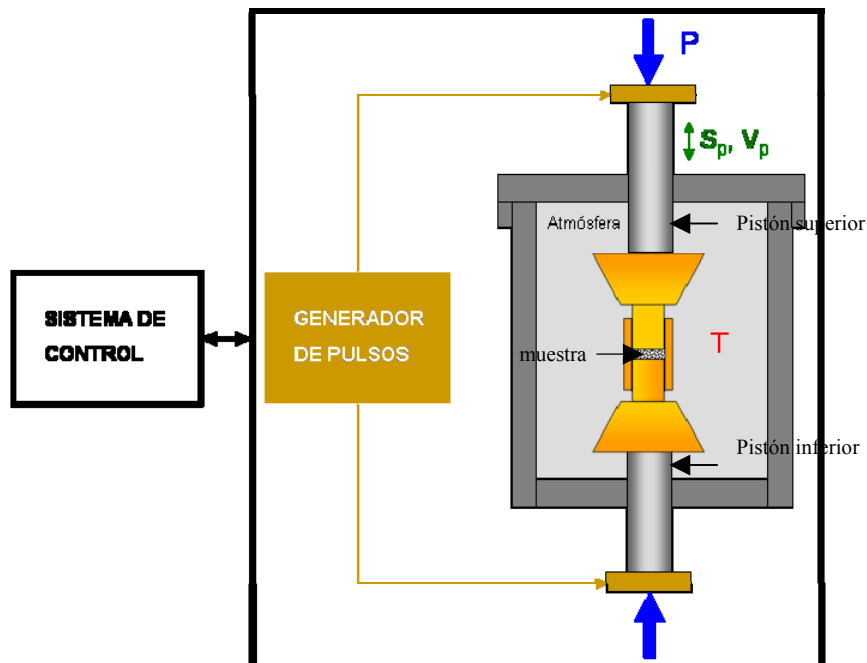 P
Sp, Vp
Atmósfera
Pistón superior
SISTEMA DE
CONTROL
GENERADOR
DE PULSOS
muestra
T
Pistón inferior